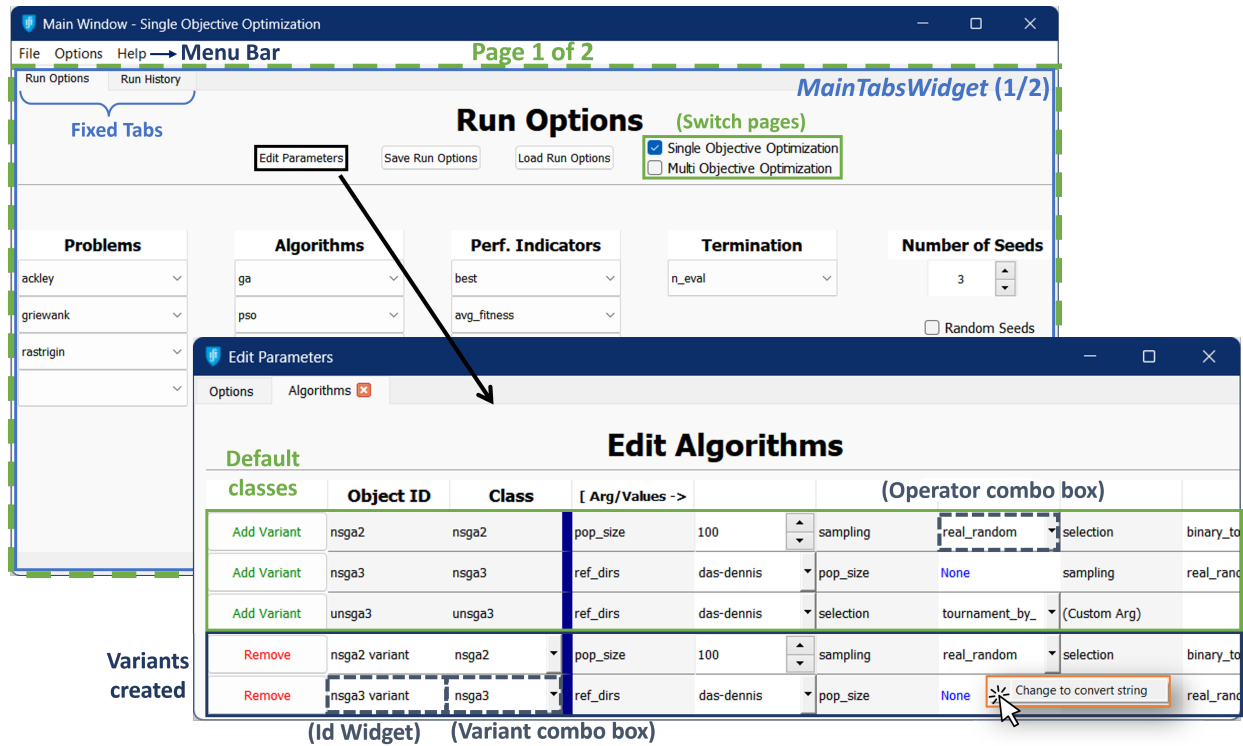 Main Window - Single Objective Optimization
File Options Help Menu Bar Page 1 of 2
Run Options Run History MainTabsWidget (1/2)
Fixed Tabs
Run Options (Switch pages)
Edit Parameters Save Run Options Load Run Options
Single Objective Optimization
Multi Objective Optimization
Problems Algorithms Perf. Indicators Termination Number of Seeds
ackley ga best n_eval 3
griewank pso avg_fitness Random Seeds
rastrigin
Edit Parameters
Options Algorithms
Edit Algorithms
Default
classes
Object ID Class [ Arg/Values -> (Operator combo box)
Add Variant nsga2 nsga2 pop_size 100 sampling real_random selection binary_to
Add Variant nsga3 nsga3 ref_dirs das-dennis pop_size None sampling real_ranc
Add Variant unsga3 unsga3 ref_dirs das-dennis selection tournament_by_ (Custom Arg)
Variants
created
Remove nsga2 variant nsga2 pop_size 100 sampling real_random selection binary_to
Remove nsga3 variant nsga3 ref_dirs das-dennis pop_size None Change to convert string real_ranc
(Id Widget) (Variant combo box)